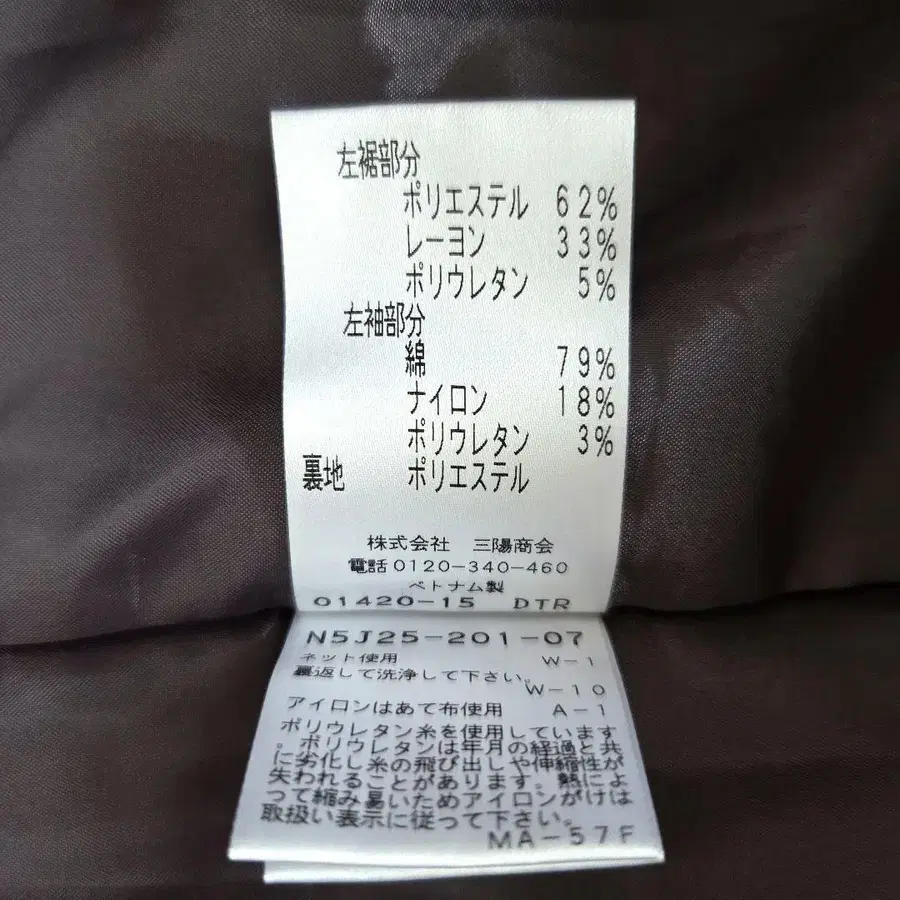 左裾部分
ポリエステル 62%
レーヨン 33%
ポリウレタン 5%
左袖部分
綿 79%
ナイロン 18%
ポリウレタン 3%
裏地 ポリエステル
株式会社 三陽商会
電話0120-340-460
ベトナム製
01420-15 DTR
N5J25-201-07
ネット使用 W-1
裏返して洗浄して下さい。
W-10
アイロンはあて布使用 A-1
ポリウレタン糸を使用しています
。ポリウレタンは年月の経過と共
に劣化し糸の飛び出しや伸縮性が
失われることがあります。熱によ
って縮み易いためアイロンがけは
取扱い表示に従って下さい。
MA-57F